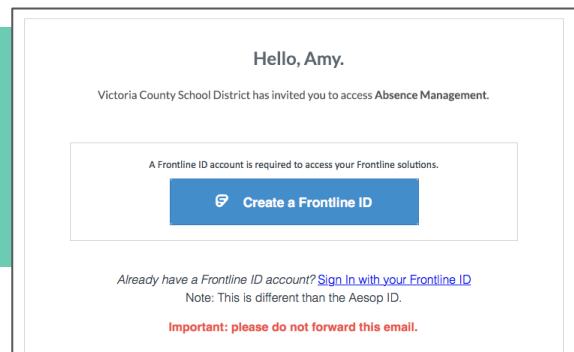 Hello, Amy.
Victoria County School District has invited you to access Absence Management.
A Frontline ID account is required to access your Frontline solutions.
Create a Frontline ID
Already have a Frontline ID account? Sign In with your Frontline ID
Note: This is different than the Aesop ID.
Important: please do not forward this email.